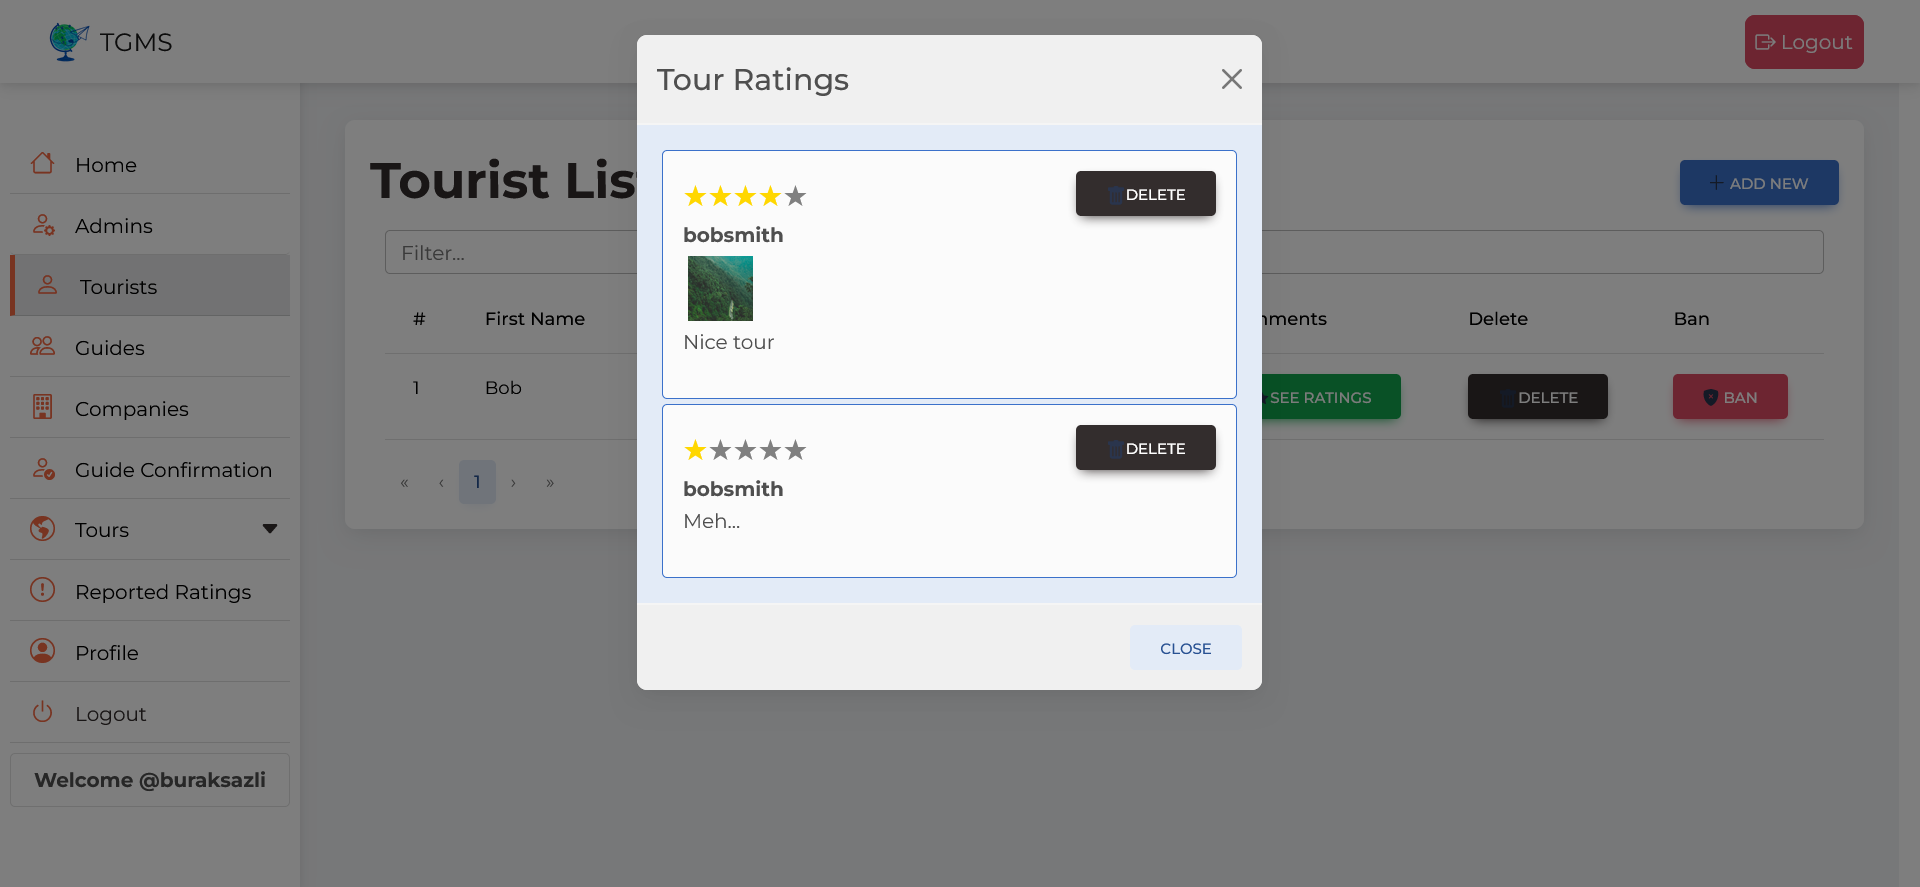 TGMS
Logout
Home
Admins
Tourists
Guides
Companies
Guide Confirmation
Tours
Reported Ratings
Profile
Logout
Welcome @buraksazli
Tourist
ADD NEW
Filter...
# First Name Delete Ban
1 Bob SEE RATINGS DELETE BAN
« ‹ 1 › »
Tour Ratings
★★★★★ DELETE
bobsmith
Nice tour
★★★★★ DELETE
bobsmith
Meh...
CLOSE